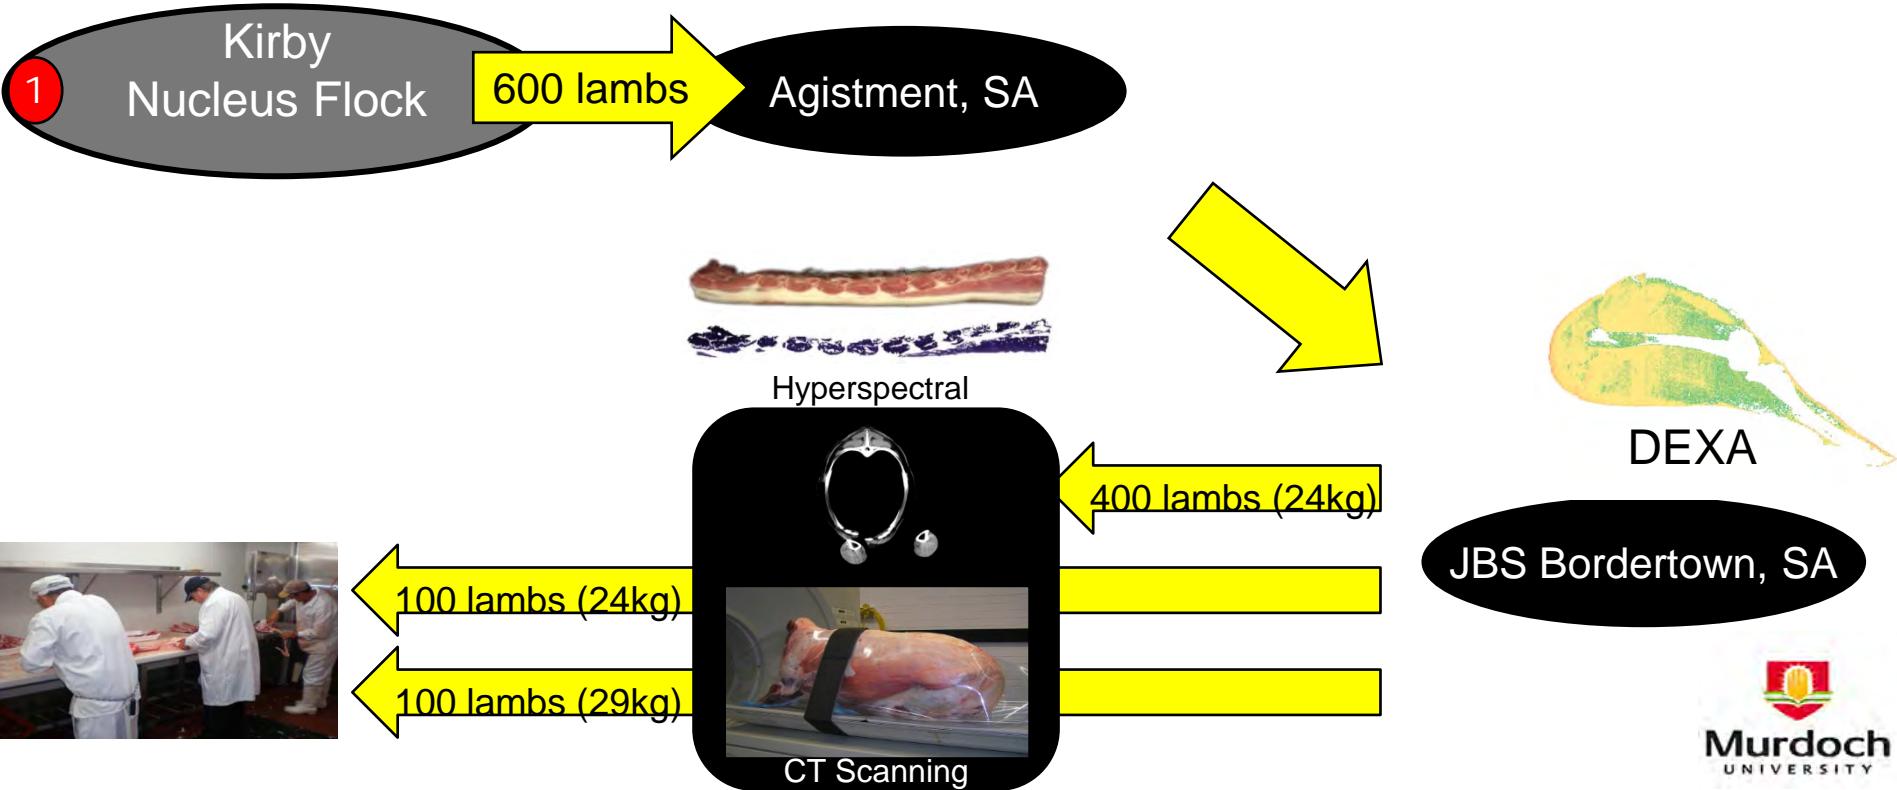 Kirby
Nucleus Flock
1
600 lambs
Agistment, SA
Hyperspectral
DEXA
400 lambs (24kg)
JBS Bordertown, SA
100 lambs (24kg)
100 lambs (29kg)
CT Scanning
Murdoch
UNIVERSITY